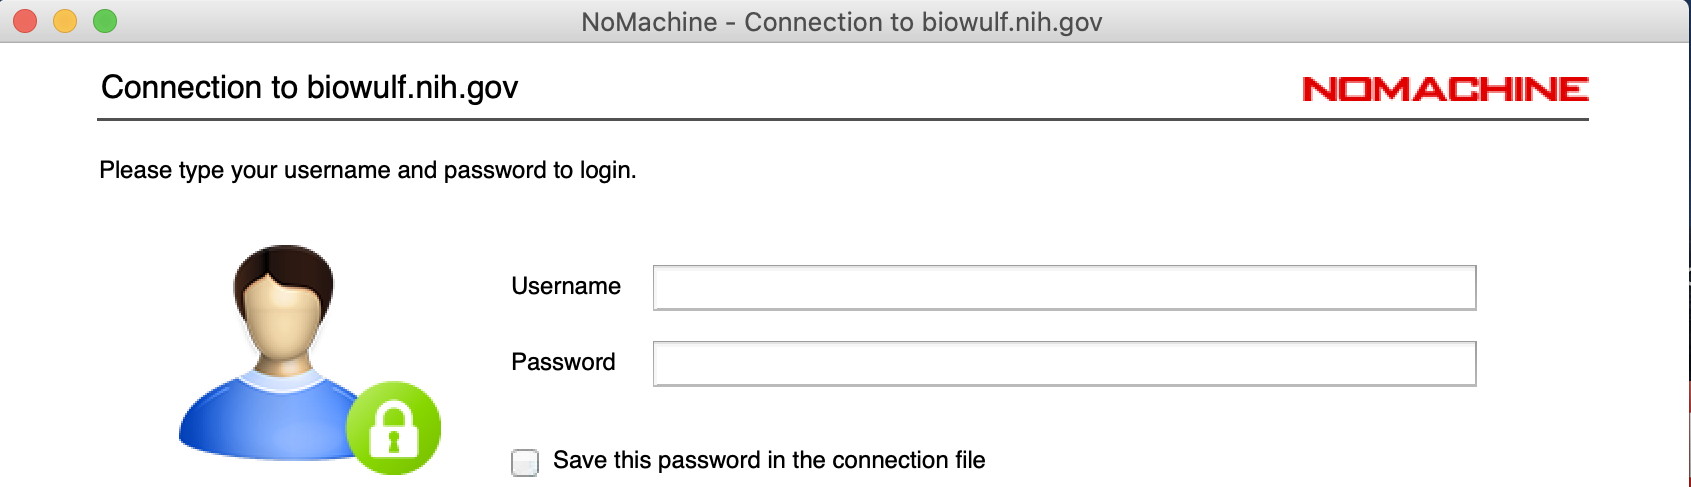 NoMachine - Connection to biowulf.nih.gov
Connection to biowulf.nih.gov
NOMACHINE
Please type your username and password to login.
Username
Password
Save this password in the connection file